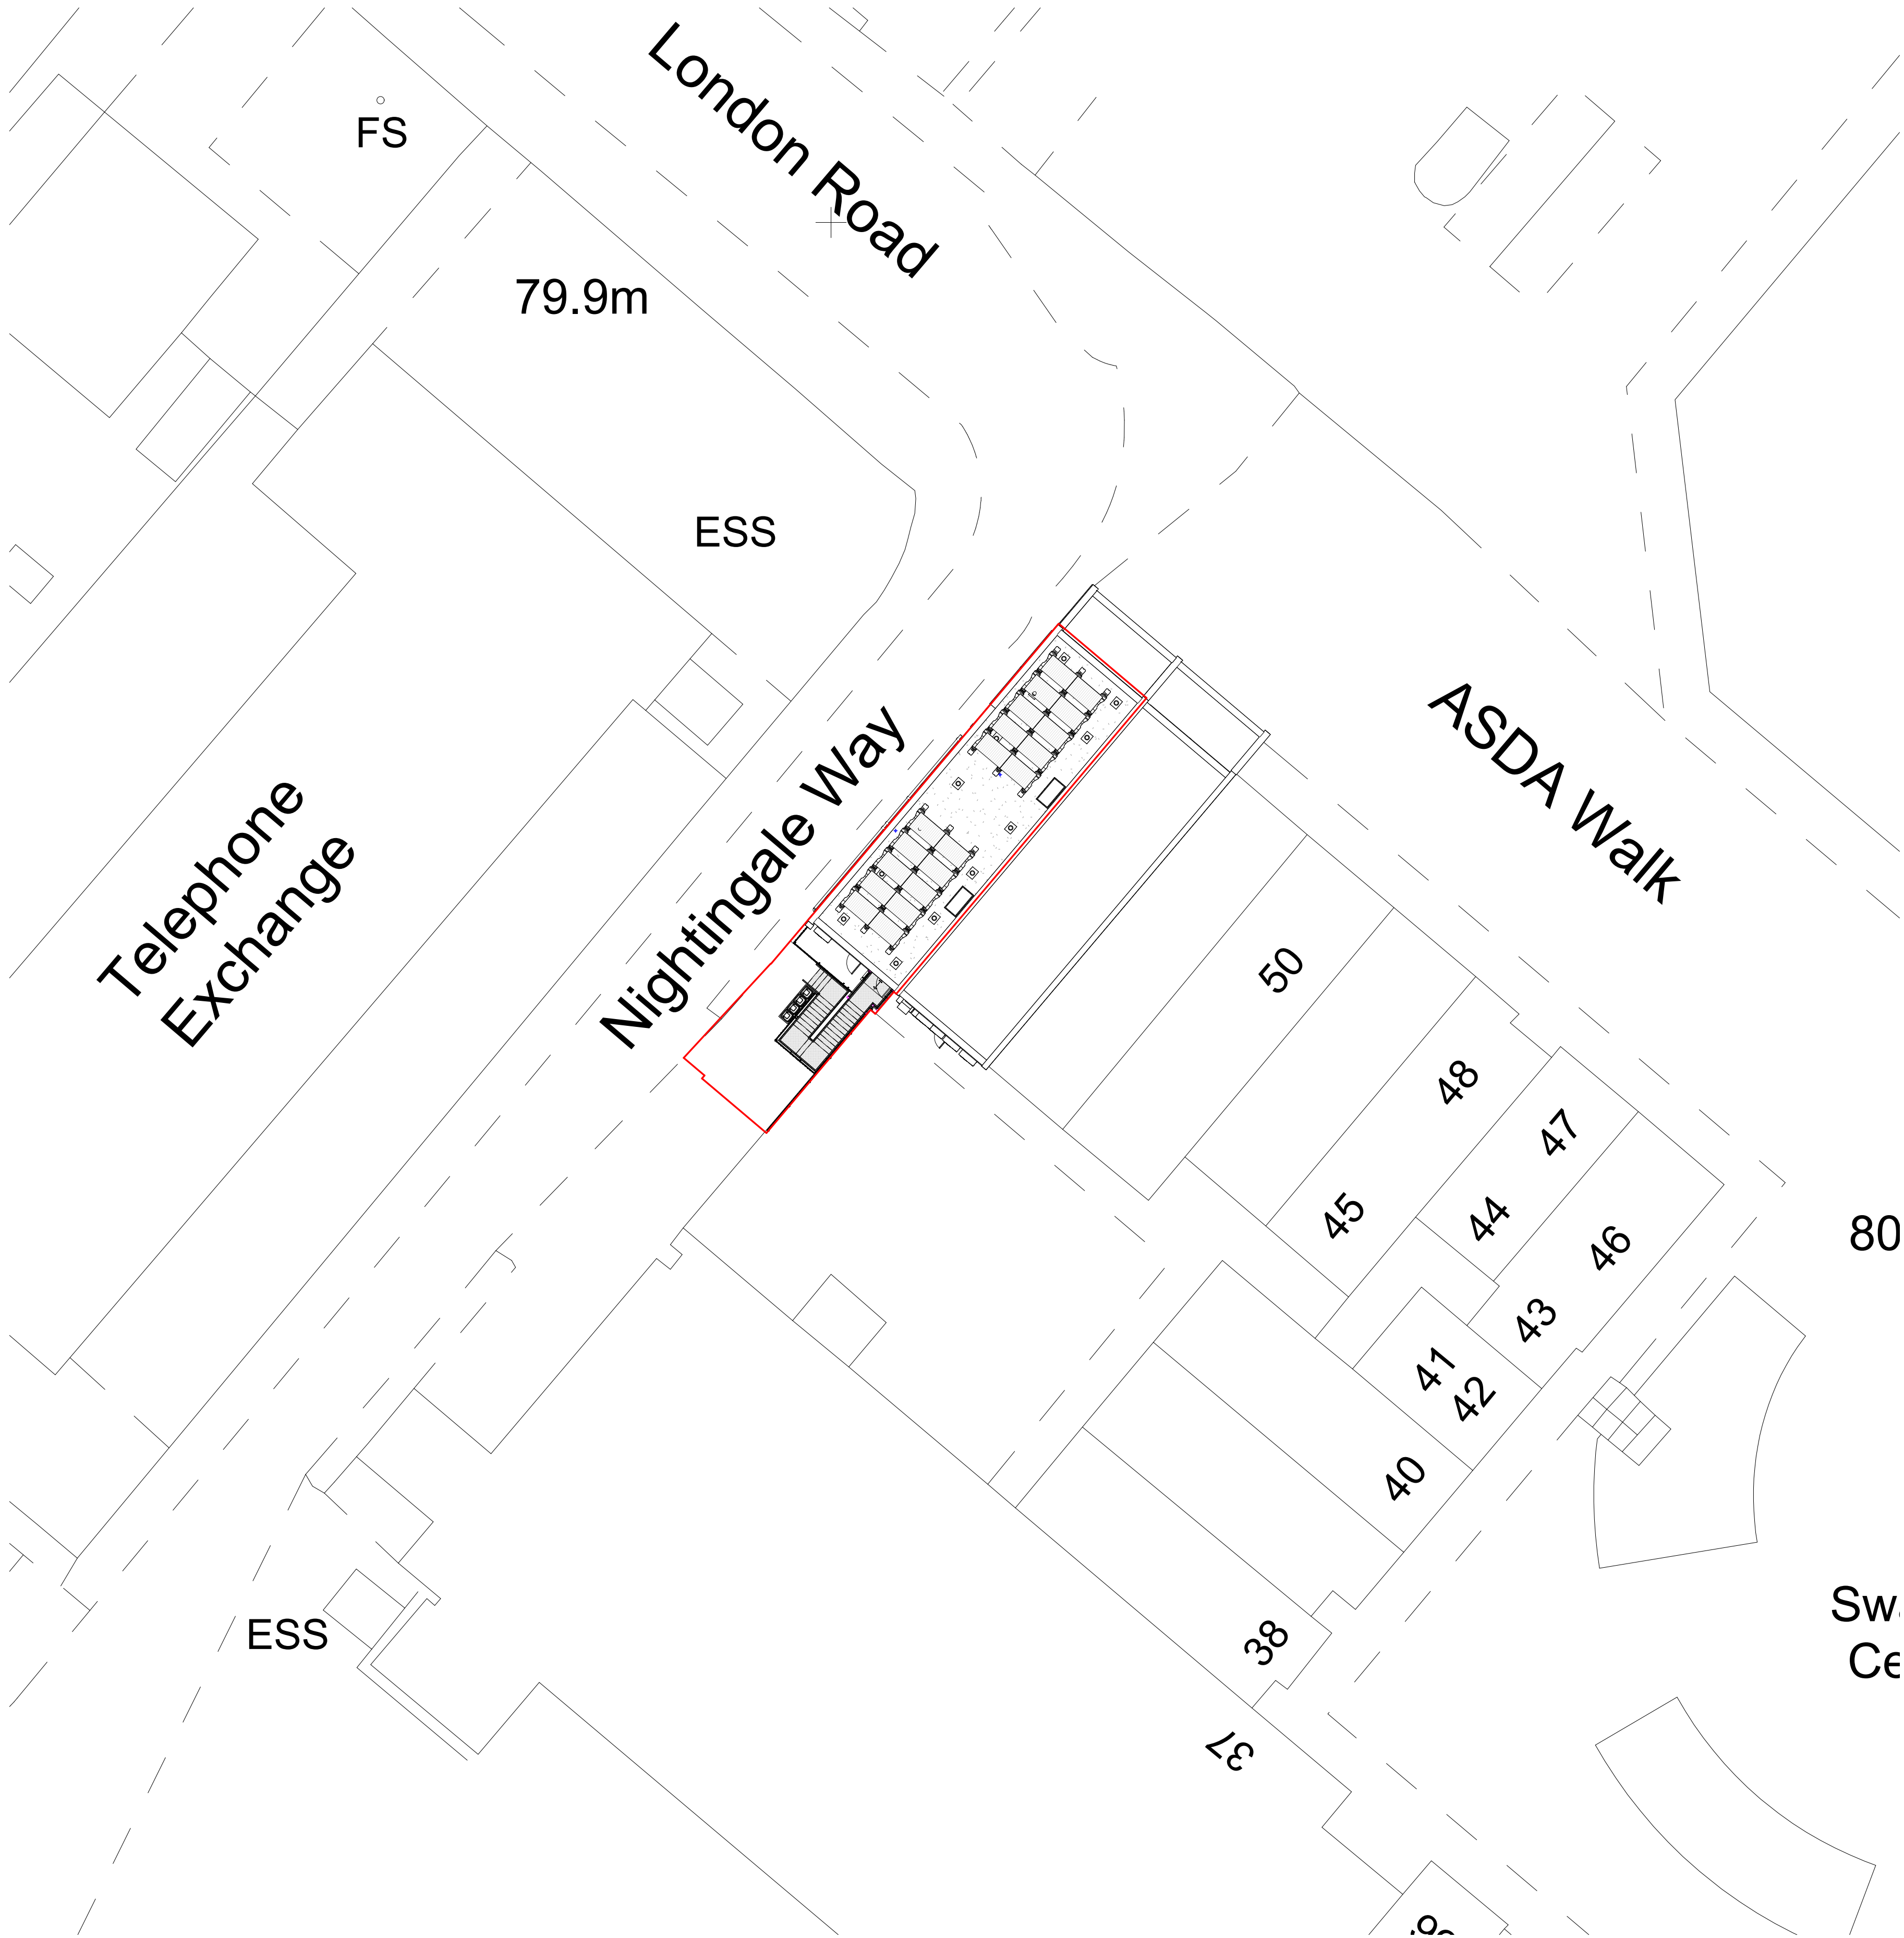 London Road
FS
79.9m
ESS
ASDA Walk
Nightingale Way
Telephone
Exchange
50
48
47
45
44
46
43
41
42
40
80
ESS
38
37